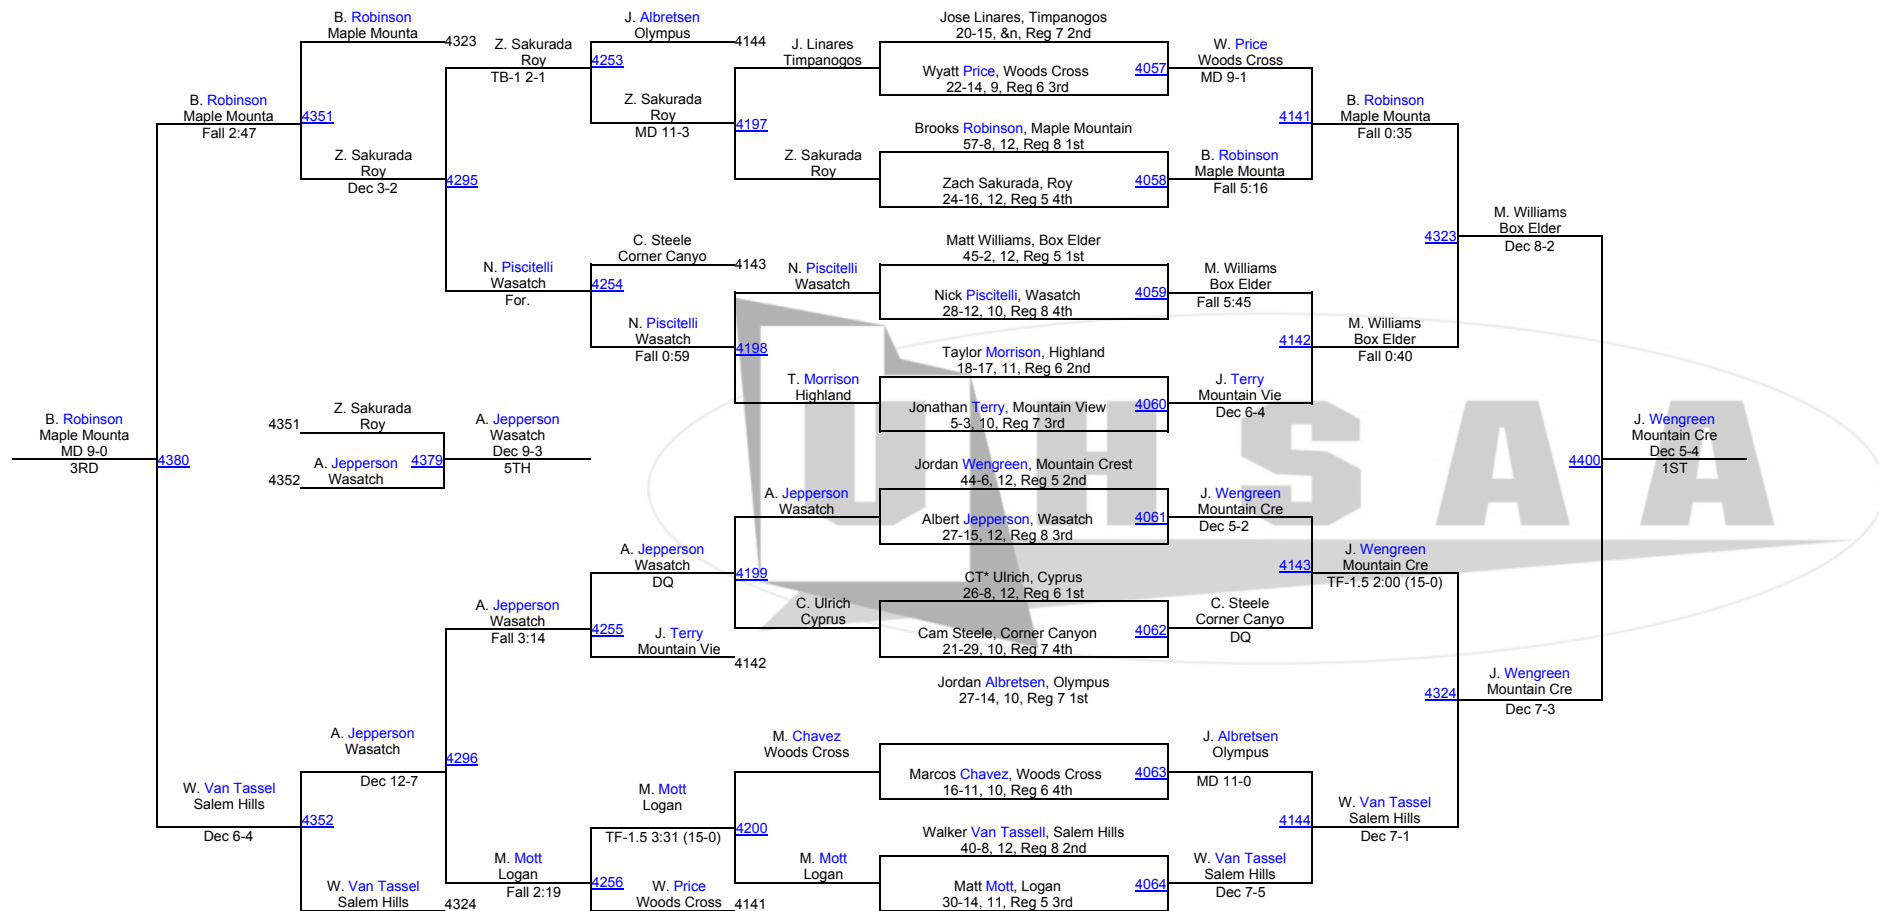 B. Robinson
Maple Mounta
4323
Z. Sakurada
Roy
TB-1 2-1
J. Albretsen
Olympus
4144
4253
Z. Sakurada
Roy
MD 11-3
J. Linares
Timpanogos
4197
Z. Sakurada
Roy
Jose Linares, Timpanogos
20-15, &n, Reg 7 2nd
Wyatt Price, Woods Cross
22-14, 9, Reg 6 3rd
4057
W. Price
Woods Cross
MD 9-1
Brooks Robinson, Maple Mountain
57-8, 12, Reg 8 1st
Zach Sakurada, Roy
24-16, 12, Reg 5 4th
4058
B. Robinson
Maple Mounta
Fall 5:16
4141
B. Robinson
Maple Mounta
Fall 0:35
B. Robinson
Maple Mounta
Fall 2:47
4351
Z. Sakurada
Roy
Dec 3-2
4295
N. Piscitelli
Wasatch
For.
C. Steele
Corner Canyo
4143
4254
N. Piscitelli
Wasatch
Fall 0:59
N. Piscitelli
Wasatch
4198
T. Morrison
Highland
Matt Williams, Box Elder
45-2, 12, Reg 5 1st
Nick Piscitelli, Wasatch
28-12, 10, Reg 8 4th
4059
M. Williams
Box Elder
Fall 5:45
Taylor Morrison, Highland
18-17, 11, Reg 6 2nd
Jonathan Terry, Mountain View
5-3, 10, Reg 7 3rd
4060
J. Terry
Mountain Vie
Dec 6-4
4142
M. Williams
Box Elder
Fall 0:40
4323
M. Williams
Box Elder
Dec 8-2
B. Robinson
Maple Mounta
MD 9-0
3RD
4380
4351
Z. Sakurada
Roy
4352
A. Jepperson
Wasatch
4379
A. Jepperson
Wasatch
Dec 9-3
5TH
UHSAA
4400
J. Wengreen
Mountain Cre
Dec 5-4
1ST
Jordan Wengreen, Mountain Crest
44-6, 12, Reg 5 2nd
Albert Jepperson, Wasatch
27-15, 12, Reg 8 3rd
4061
J. Wengreen
Mountain Cre
Dec 5-2
A. Jepperson
Wasatch
4199
C. Ulrich
Cyprus
CT* Ulrich, Cyprus
26-8, 12, Reg 6 1st
Cam Steele, Corner Canyon
21-29, 10, Reg 7 4th
4062
C. Steele
Corner Canyo
DQ
4143
J. Wengreen
Mountain Cre
TF-1.5 2:00 (15-0)
A. Jepperson
Wasatch
DQ
A. Jepperson
Wasatch
Fall 3:14
4255
J. Terry
Mountain Vie
4142
Jordan Albretsen, Olympus
27-14, 10, Reg 7 1st
4324
J. Wengreen
Mountain Cre
Dec 7-3
A. Jepperson
Wasatch
Dec 12-7
4296
M. Chavez
Woods Cross
Marcos Chavez, Woods Cross
16-11, 10, Reg 6 4th
4063
J. Albretsen
Olympus
MD 11-0
W. Van Tassel
Salem Hills
Dec 6-4
4352
M. Mott
Logan
TF-1.5 3:31 (15-0)
4200
M. Mott
Logan
Walker Van Tassell, Salem Hills
40-8, 12, Reg 8 2nd
Matt Mott, Logan
30-14, 11, Reg 5 3rd
4064
W. Van Tassel
Salem Hills
Dec 7-5
4144
W. Van Tassel
Salem Hills
Dec 7-1
W. Van Tassel
Salem Hills
4324
M. Mott
Logan
Fall 2:19
4256
W. Price
Woods Cross
4141